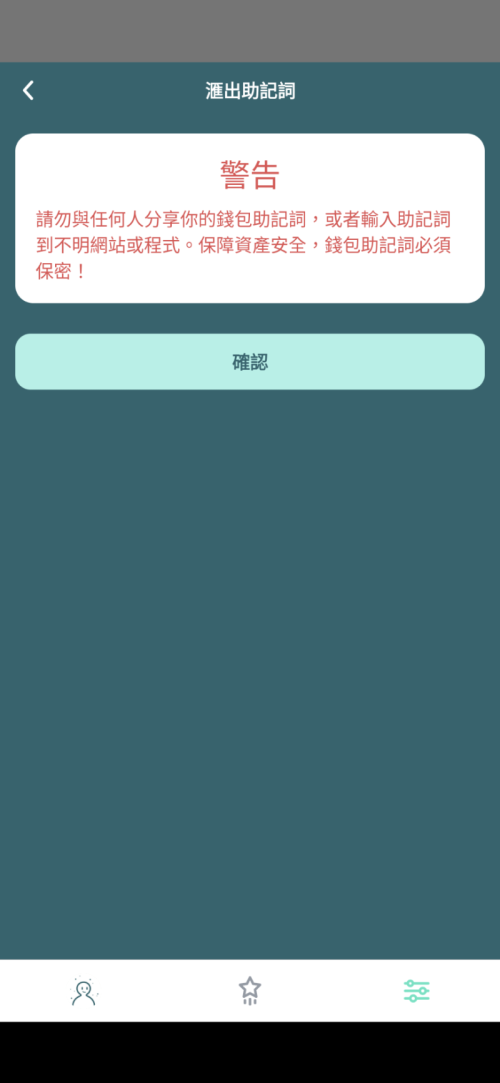 滙出助記詞
警告
請勿與任何人分享你的錢包助記詞，或者輸入助記詞
到不明網站或程式。保障資產安全，錢包助記詞必須
保密！
確認